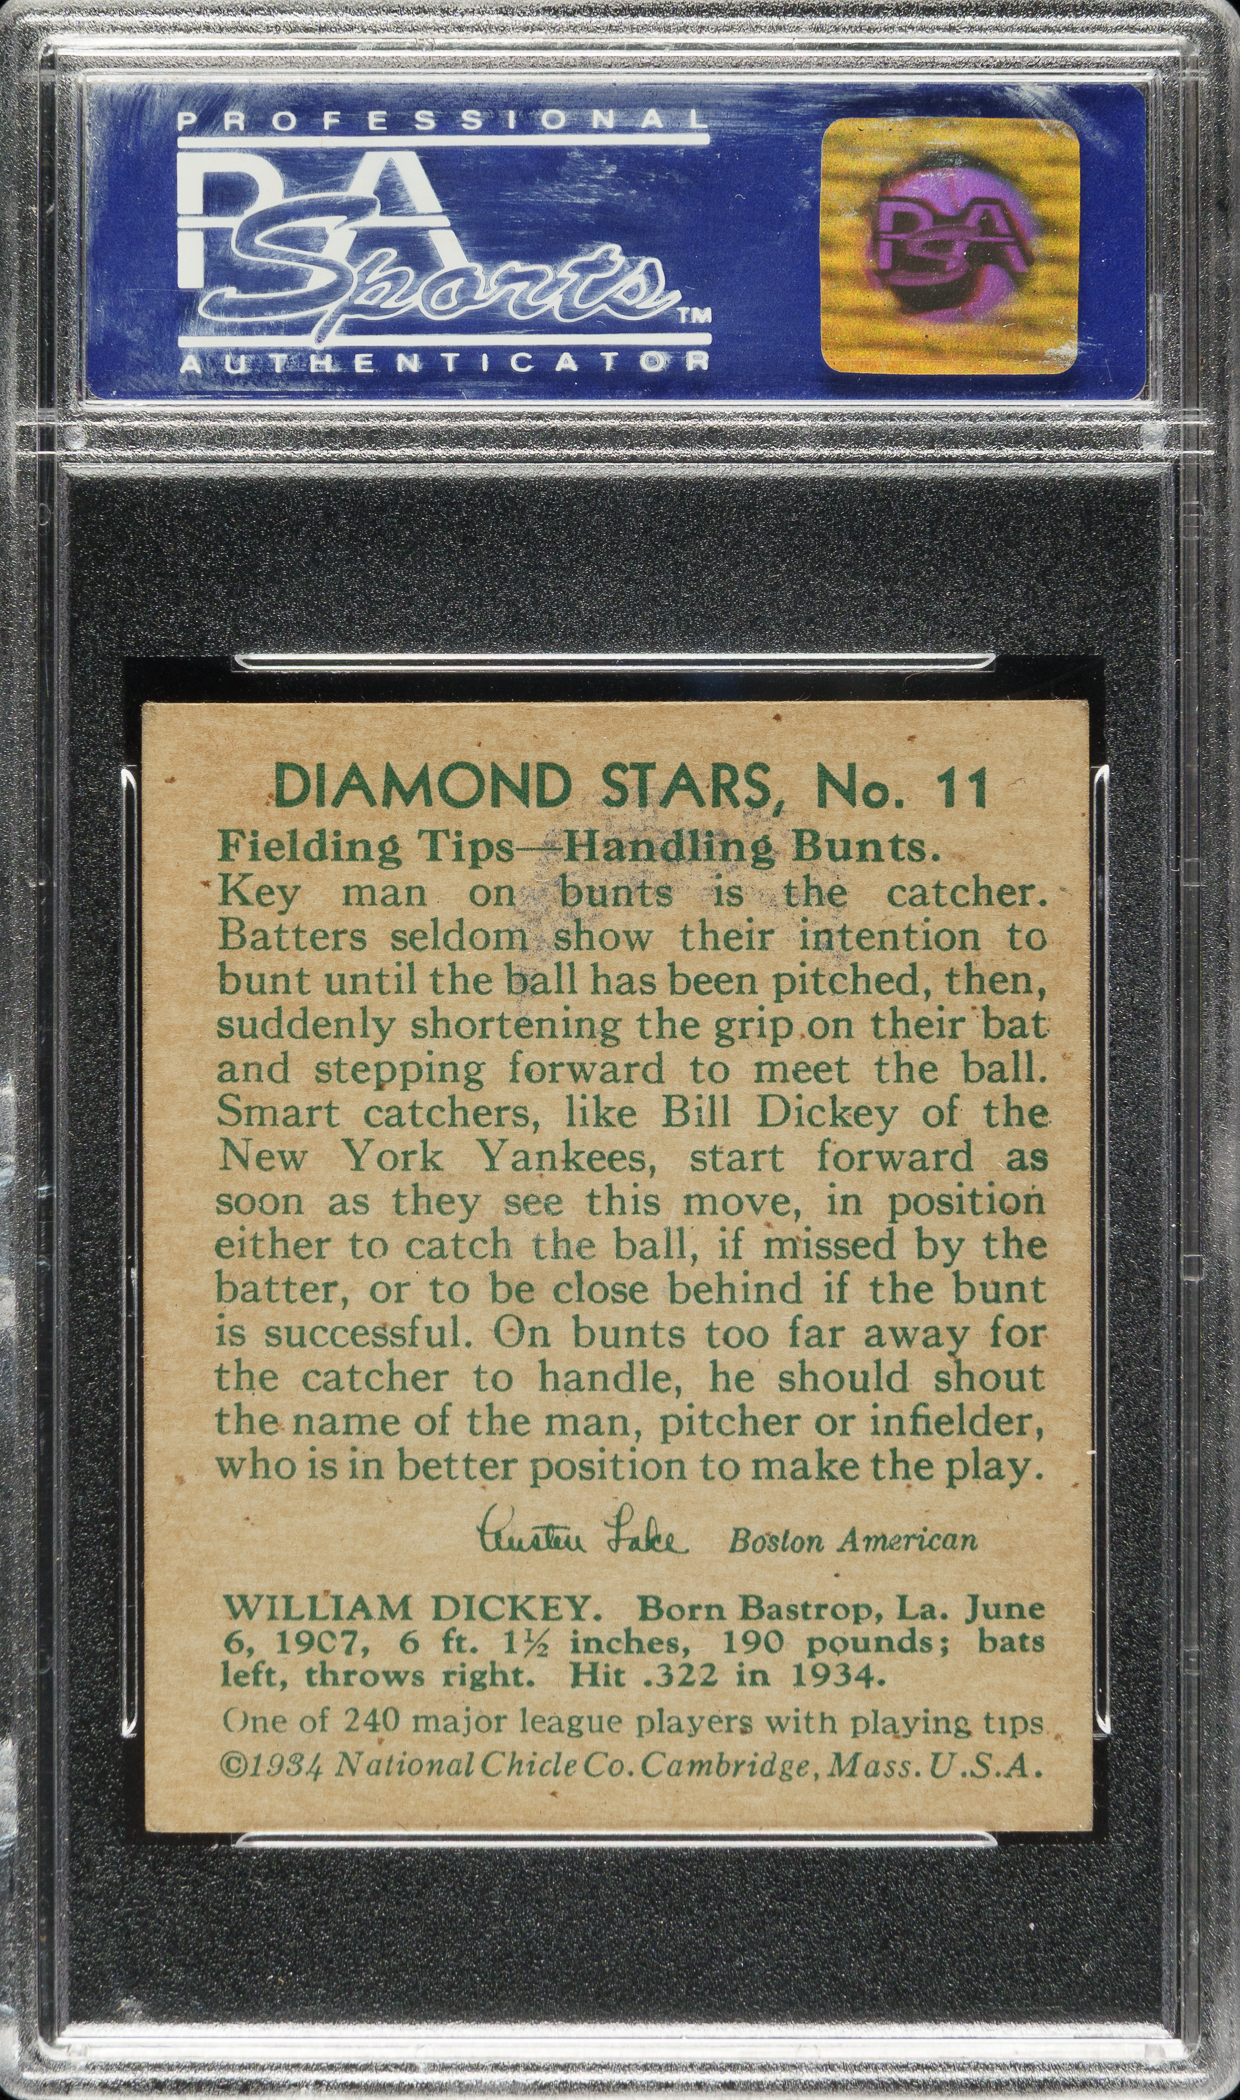 PROFESSIONAL
PSA
Sports™
AUTHENTICATOR
PSA
DIAMOND STARS, No. 11
Fielding Tips—Handling Bunts.
Key man on bunts is the catcher.
Batters seldom show their intention to
bunt until the ball has been pitched, then,
suddenly shortening the grip on their bat
and stepping forward to meet the ball.
Smart catchers, like Bill Dickey of the
New York Yankees, start forward as
soon as they see this move, in position
either to catch the ball, if missed by the
batter, or to be close behind if the bunt
is successful. On bunts too far away for
the catcher to handle, he should shout
the name of the man, pitcher or infielder,
who is in better position to make the play.
Austen Lake Boston American
WILLIAM DICKEY. Born Bastrop, La. June
6, 1907, 6 ft. 1½ inches, 190 pounds; bats
left, throws right. Hit .322 in 1934.
One of 240 major league players with playing tips
©1934 National Chicle Co. Cambridge, Mass. U.S.A.